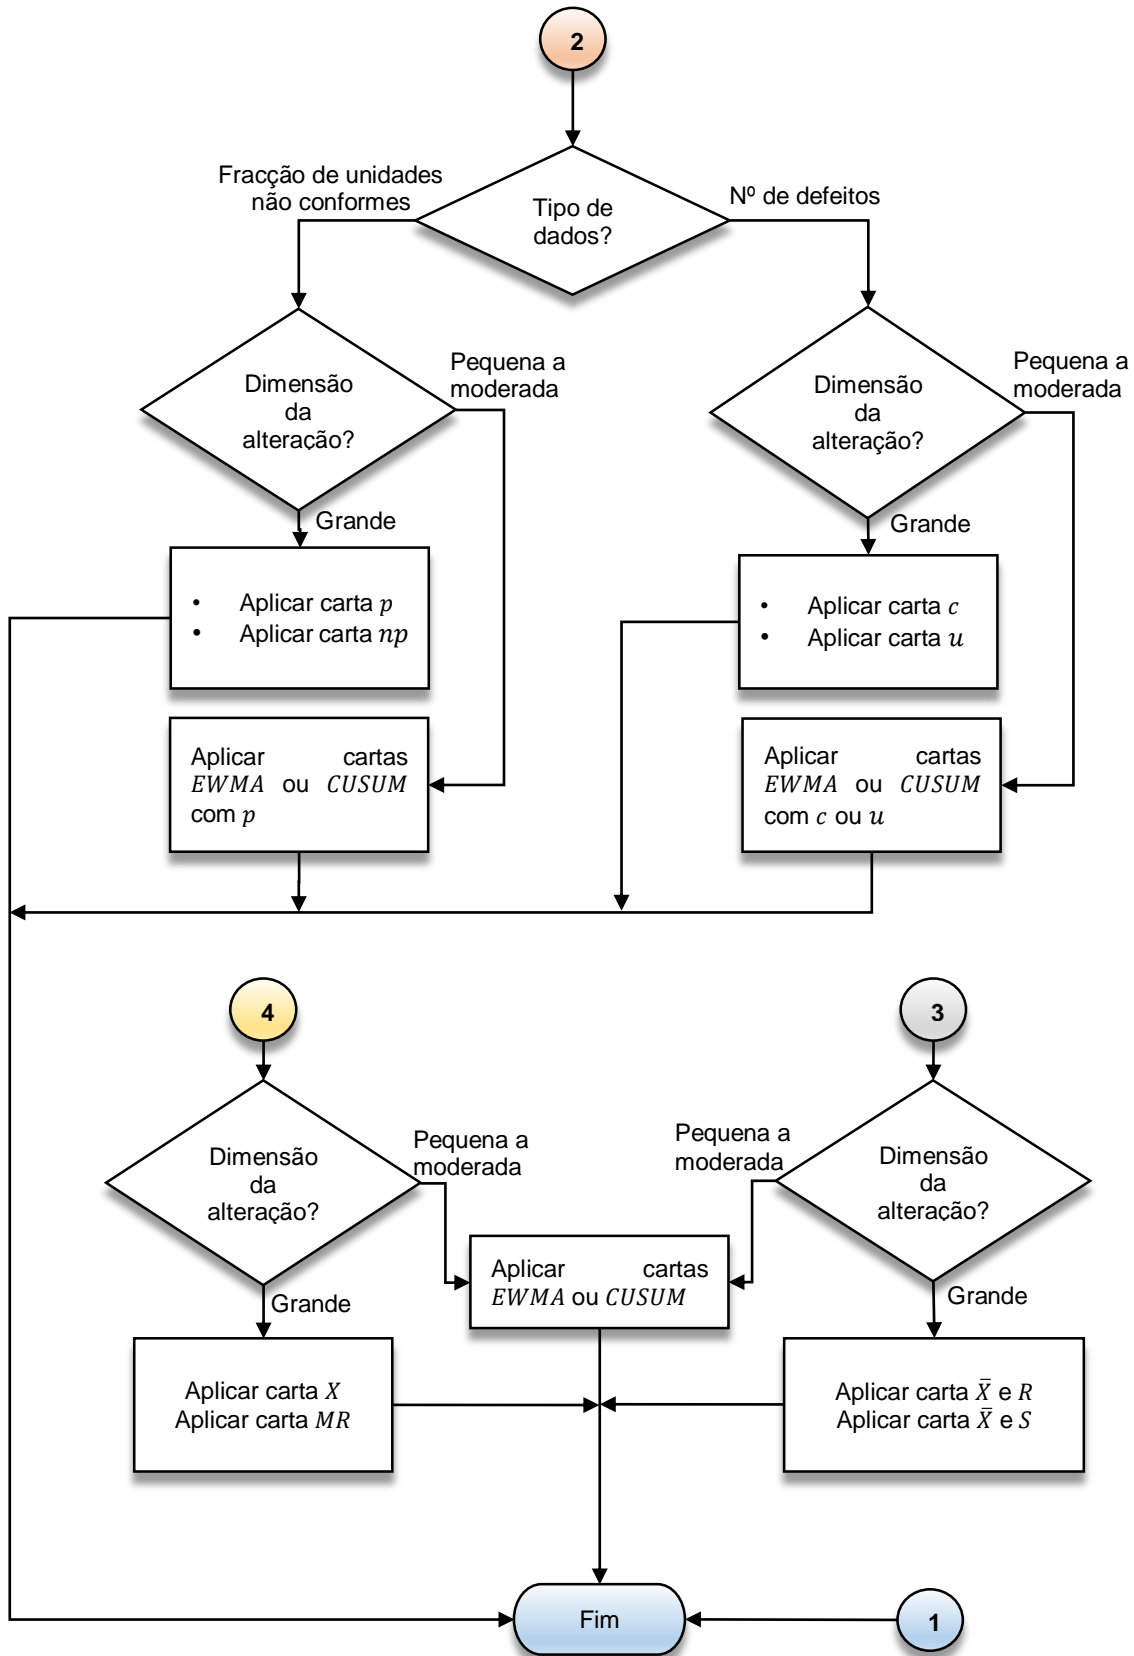 2
Tipo de
dados?
Fracção de unidades
não conformes
Nº de defeitos
Dimensão
da
alteração?
Pequena a
moderada
Grande
• Aplicar carta p
• Aplicar carta np
Aplicar cartas
EWMA ou CUSUM
com p
Dimensão
da
alteração?
Pequena a
moderada
Grande
• Aplicar carta c
• Aplicar carta u
Aplicar cartas
EWMA ou CUSUM
com c ou u
4
Dimensão
da
alteração?
Pequena a
moderada
Grande
Aplicar carta X
Aplicar carta MR
3
Dimensão
da
alteração?
Pequena a
moderada
Grande
Aplicar cartas
EWMA ou CUSUM
Aplicar carta X̄ e R
Aplicar carta X̄ e S
Fim
1